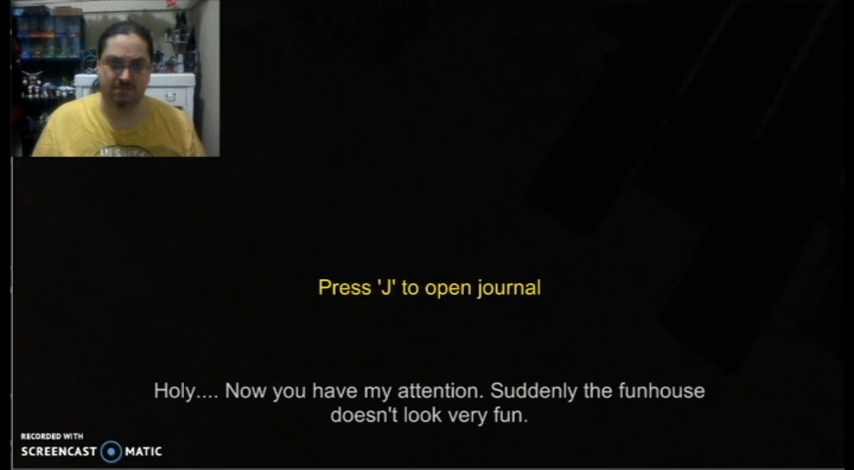 Press 'J' to open journal
Holy.... Now you have my attention. Suddenly the funhouse
doesn't look very fun.
RECORDED WITH
SCREENCAST MATIC